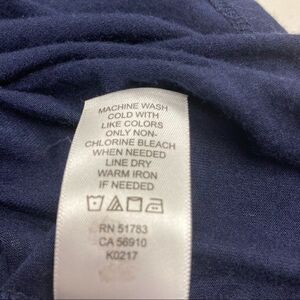 MACHINE WASH
COLD WITH
LIKE COLORS
ONLY NON-
CHLORINE BLEACH
WHEN NEEDED
LINE DRY
WARM IRON
IF NEEDED
RN 51783
CA 56910
K0217